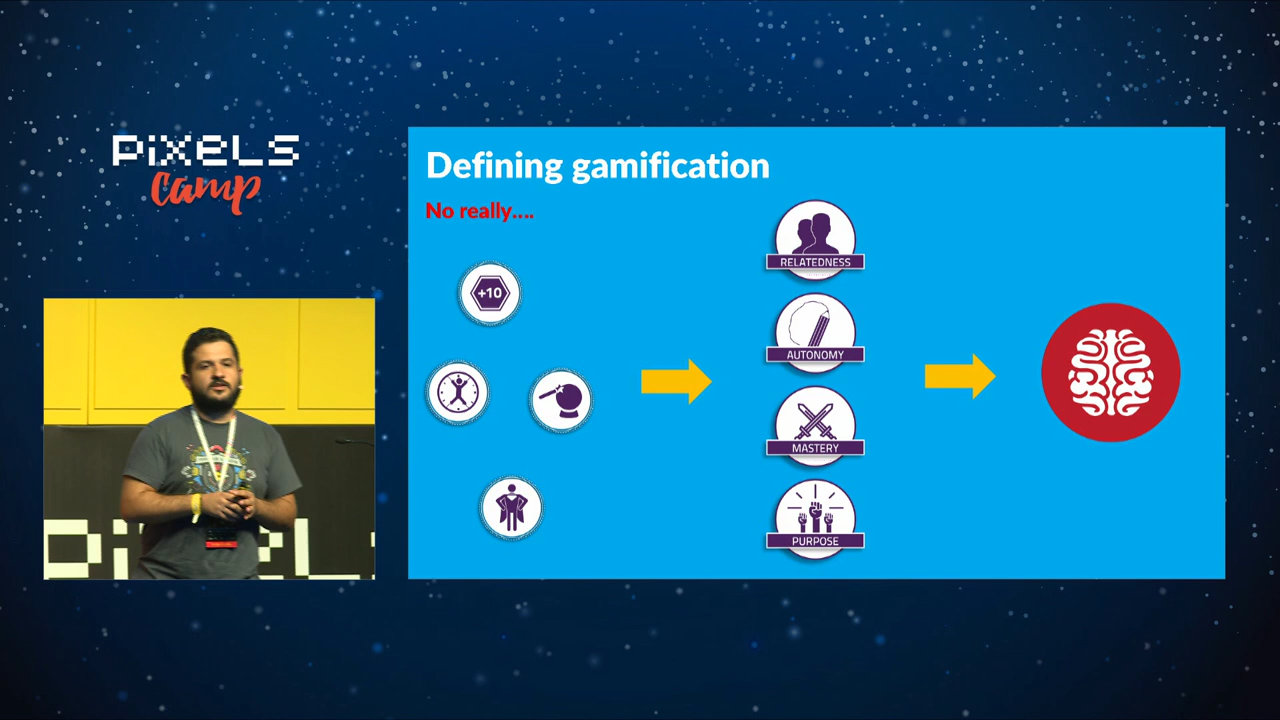 pixels
camp
Defining gamification
No really....
RELATEDNESS
+10
AUTONOMY
MASTERY
PURPOSE